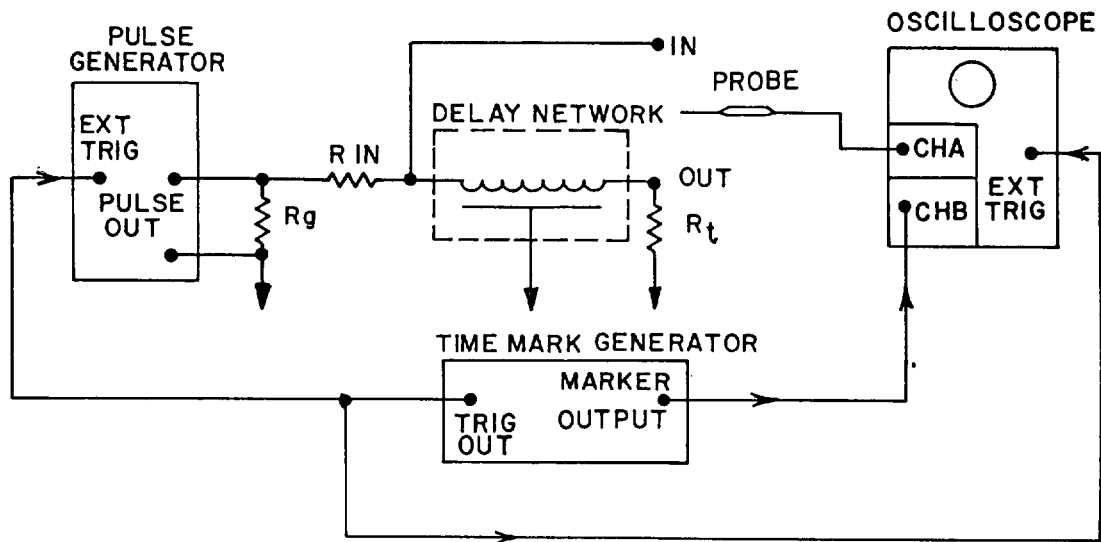 PULSE
GENERATOR
EXT
TRIG
PULSE
OUT
Rg
R IN
IN
DELAY NETWORK
OUT
Rt
PROBE
OSCILLOSCOPE
CHA
CHB
EXT
TRIG
TIME MARK GENERATOR
MARKER
OUTPUT
TRIG
OUT